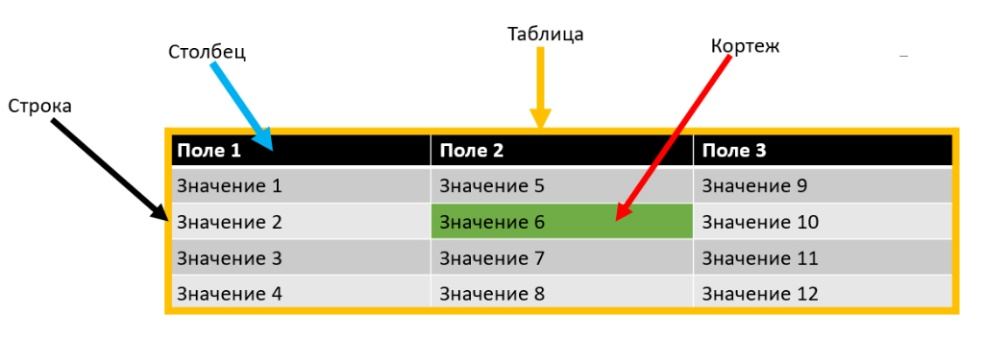 Таблица
Столбец
Кортеж
Строка
Поле 1 Поле 2 Поле 3
Значение 1 Значение 5 Значение 9
Значение 2 Значение 6 Значение 10
Значение 3 Значение 7 Значение 11
Значение 4 Значение 8 Значение 12